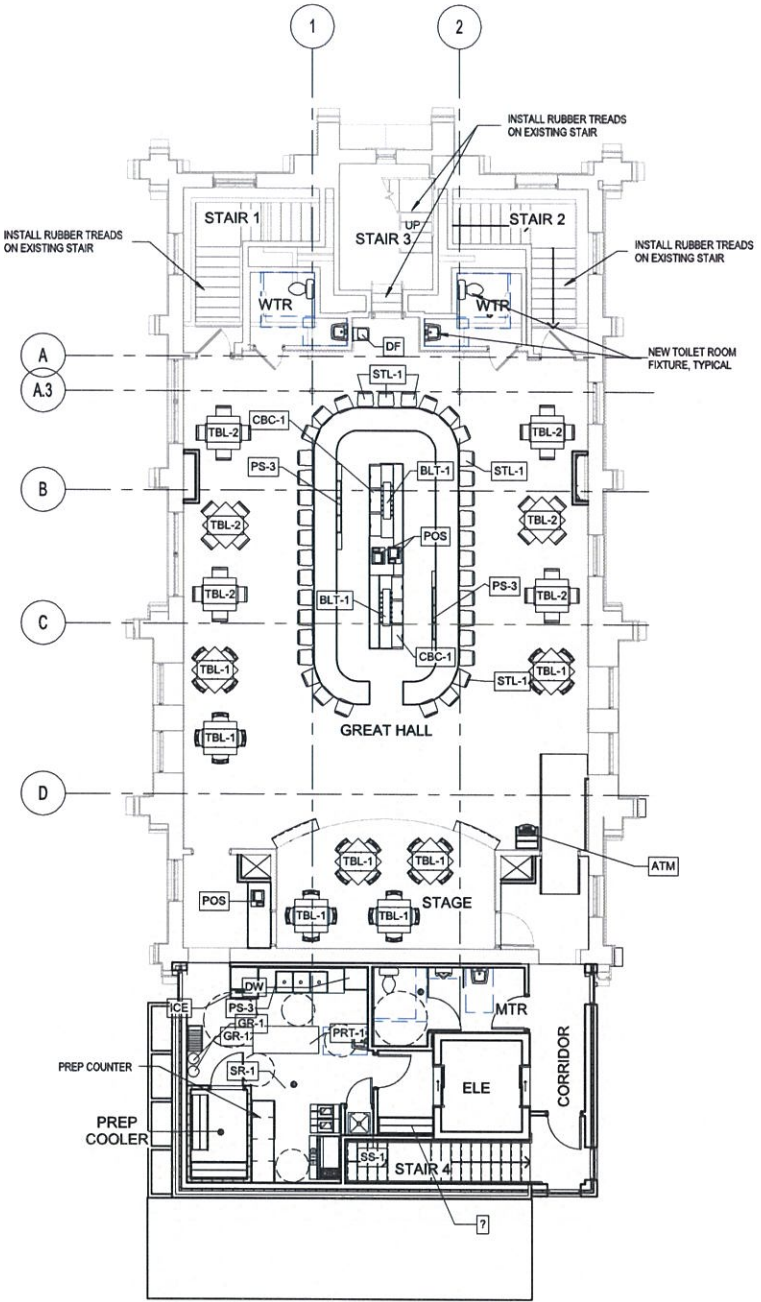 1
2
INSTALL RUBBER TREADS
ON EXISTING STAIR
STAIR 1
UP
STAIR 2
STAIR 3
INSTALL RUBBER TREADS
ON EXISTING STAIR
INSTALL RUBBER TREADS
ON EXISTING STAIR
WTR
WTR
DF
A
NEW TOILET ROOM
FIXTURE, TYPICAL
STL-1
A.3
CBC-1
TBL-2
TBL-2
PS-3
BLT-1
STL-1
B
TBL-2
TBL-2
POS
PS-3
TBL-2
BLT-1
TBL-2
C
CBC-1
TBL-1
TBL-1
STL-1
GREAT HALL
TBL-1
D
TBL-1
TBL-1
ATM
POS
STAGE
TBL-1
TBL-1
DW
ICE
PS-3
MTR
GR-1
GR-1
PRT-1
PREP COUNTER
SR-1
ELE
CORRIDOR
PREP
COOLER
SS-1
STAIR 4
?